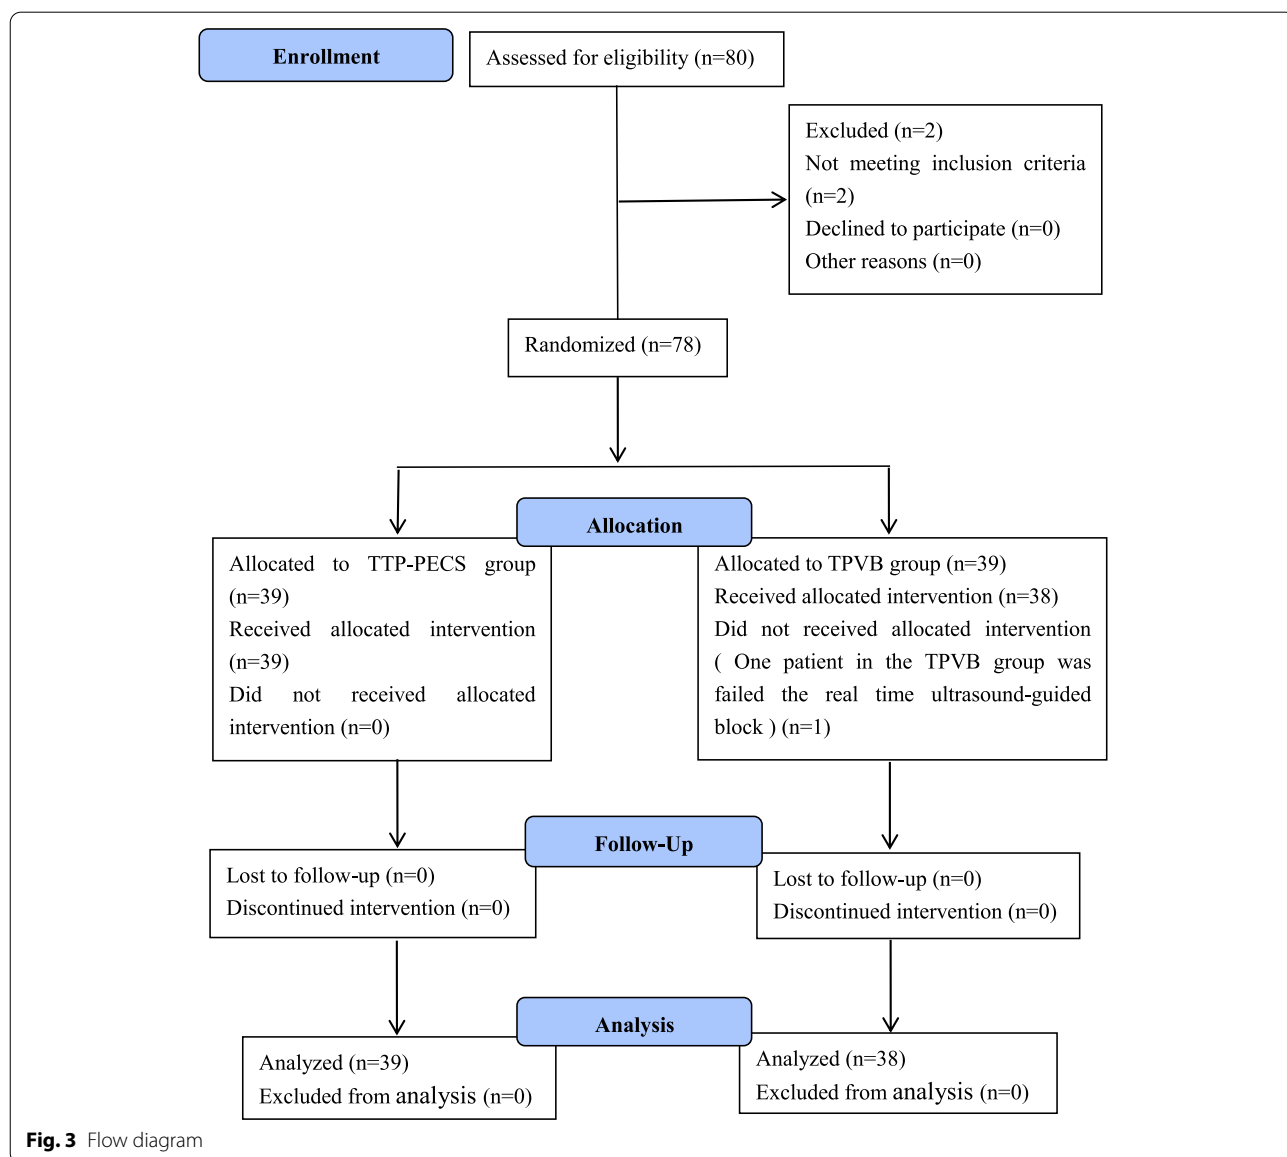 Enrollment
Assessed for eligibility (n=80)
Excluded (n=2)
Not meeting inclusion criteria
(n=2)
Declined to participate (n=0)
Other reasons (n=0)
Randomized (n=78)
Allocation
Allocated to TTP-PECS group
(n=39)
Received allocated intervention
(n=39)
Did not received allocated
intervention (n=0)
Allocated to TPVB group (n=39)
Received allocated intervention (n=38)
Did not received allocated intervention
( One patient in the TPVB group was
failed the real time ultrasound-guided
block ) (n=1)
Follow-Up
Lost to follow-up (n=0)
Discontinued intervention (n=0)
Lost to follow-up (n=0)
Discontinued intervention (n=0)
Analysis
Analyzed (n=39)
Excluded from analysis (n=0)
Analyzed (n=38)
Excluded from analysis (n=0)
Fig. 3 Flow diagram